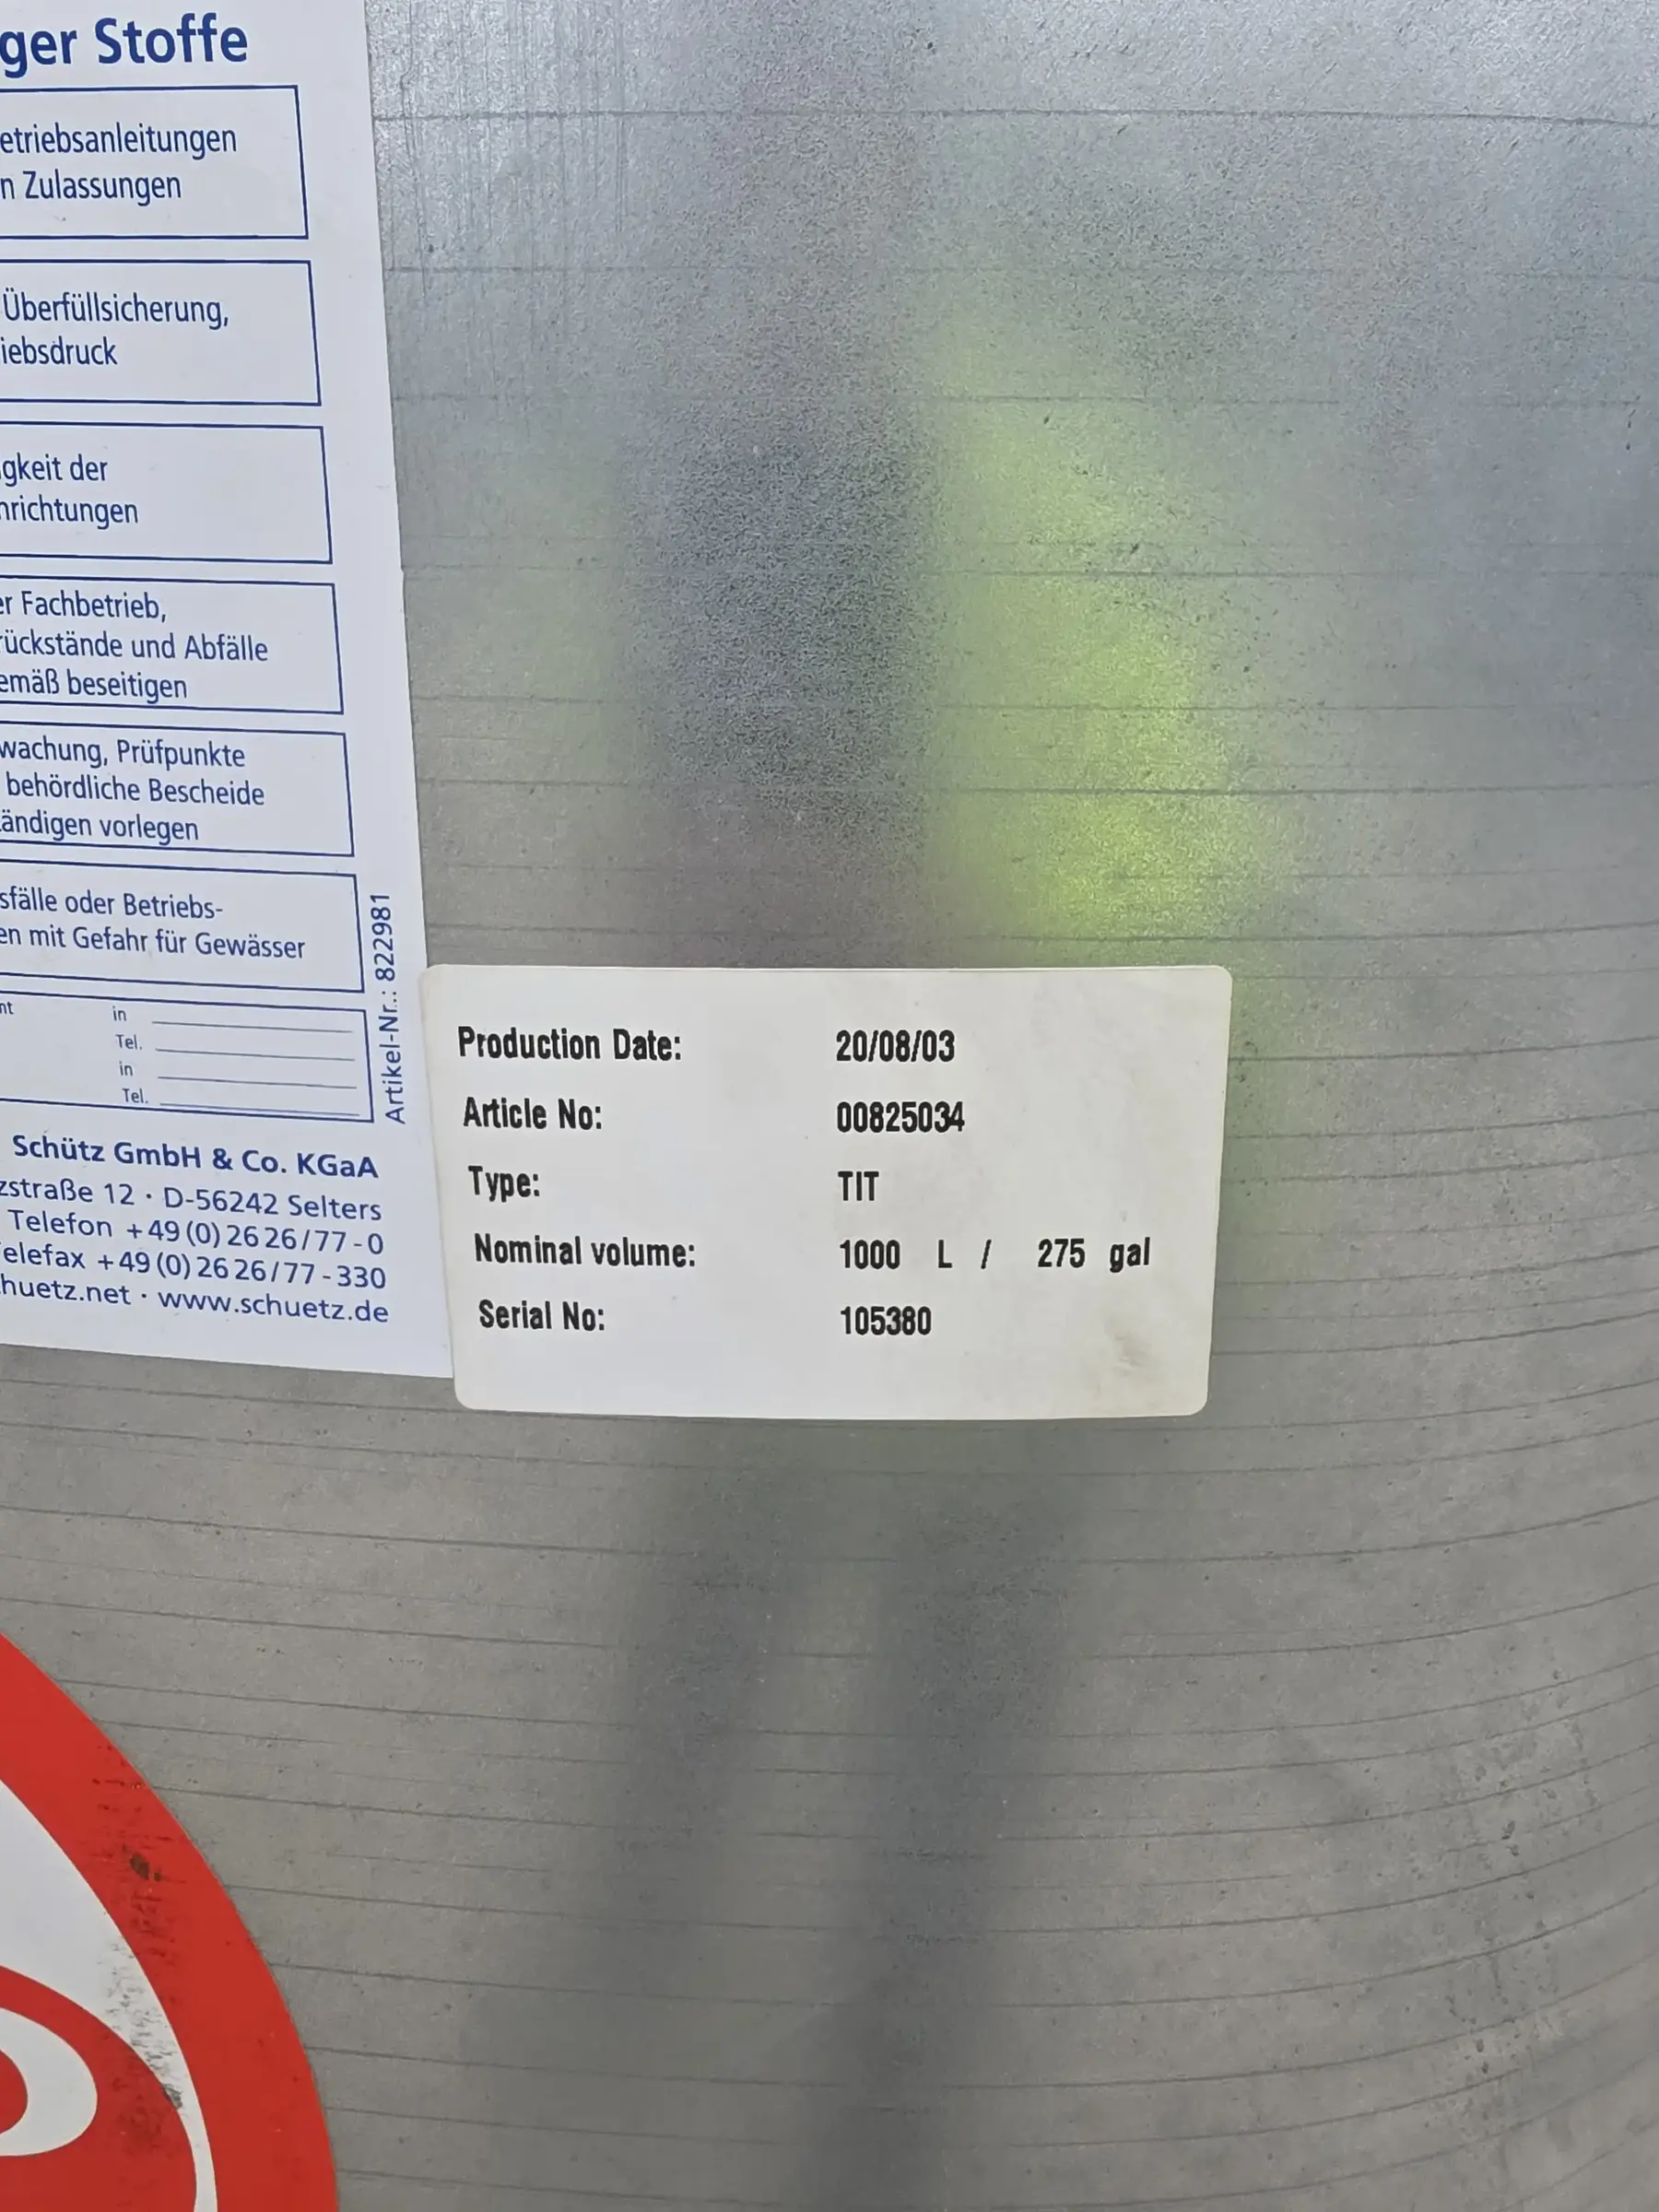 ger Stoffe
etriebsanleitungen
n Zulassungen
Überfüllsicherung,
iebsdruck
gkeit der
nrichtungen
er Fachbetrieb,
rückstände und Abfälle
emäß beseitigen
wachung, Prüfpunkte
behördliche Bescheide
tändigen vorlegen
sfälle oder Betriebs-
en mit Gefahr für Gewässer
nt in
Tel.
in
Tel.
Artikel-Nr.: 822981
Schütz GmbH & Co. KGaA
zstraße 12 · D-56242 Selters
Telefon +49 (0) 26 26/77-0
elefax +49 (0) 26 26/77-330
huetz.net · www.schuetz.de
Production Date: 20/08/03
Article No: 00825034
Type: TIT
Nominal volume: 1000 L / 275 gal
Serial No: 105380